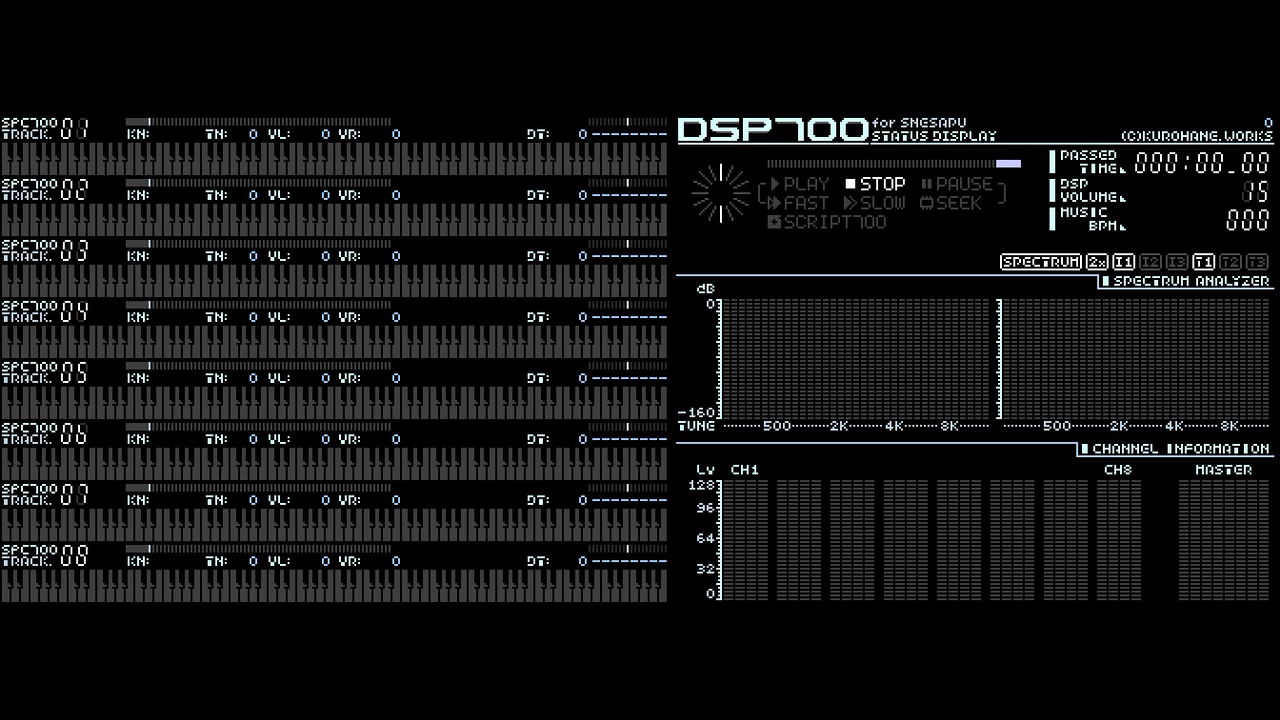 SPC700
TRACK. 01 KN: TN: 0 VL: 0 VR: 0 DT: 0 --------
SPC700
TRACK. 02 KN: TN: 0 VL: 0 VR: 0 DT: 0 --------
SPC700
TRACK. 03 KN: TN: 0 VL: 0 VR: 0 DT: 0 --------
SPC700
TRACK. 04 KN: TN: 0 VL: 0 VR: 0 DT: 0 --------
SPC700
TRACK. 05 KN: TN: 0 VL: 0 VR: 0 DT: 0 --------
SPC700
TRACK. 06 KN: TN: 0 VL: 0 VR: 0 DT: 0 --------
SPC700
TRACK. 07 KN: TN: 0 VL: 0 VR: 0 DT: 0 --------
SPC700
TRACK. 08 KN: TN: 0 VL: 0 VR: 0 DT: 0 --------
DSP700 for SNESAPU 0
STATUS DISPLAY (C)KUROHANE.WORKS
PASSED TIME 000:00.00
PLAY STOP PAUSE
DSP VOLUME 15
FAST SLOW SEEK
MUSIC BPM 000
SCRIPT700
SPECTRUM 2x I1 I2 I3 T1 T2 T3
SPECTRUM ANALYZER
dB
0
-160
TUNE 500 2K 4K 8K 500 2K 4K 8K
CHANNEL INFORMATION
Lv CH1 CH8 MASTER
128
96
64
32
0